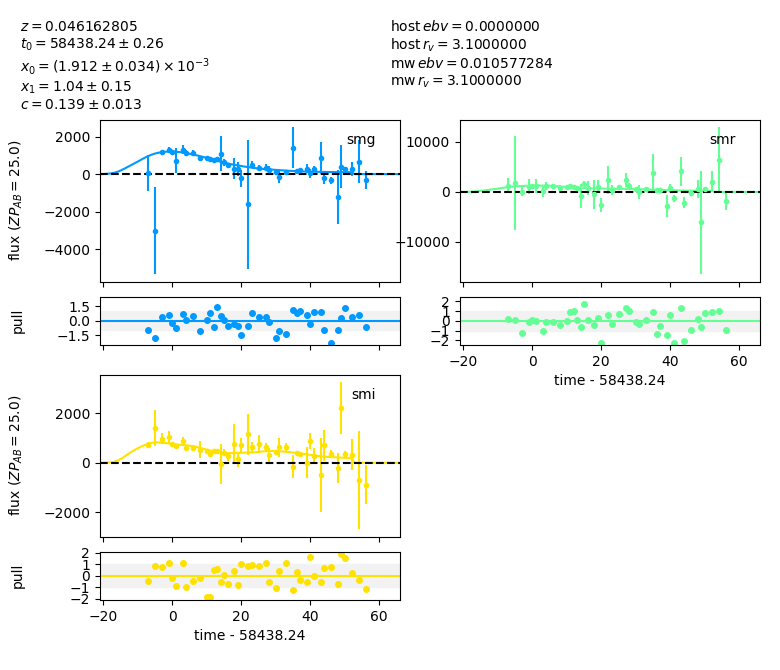 z = 0.046162805
t₀ = 58438.24 ± 0.26
x₀ = (1.912 ± 0.034) × 10⁻³
x₁ = 1.04 ± 0.15
c = 0.139 ± 0.013
host ebv = 0.0000000
host r_v = 3.1000000
mw ebv = 0.010577284
mw r_v = 3.1000000
smg
2000
0
−2000
−4000
flux (ZP_AB = 25.0)
smr
10000
0
−10000
1.5
0.0
−1.5
pull
2
1
0
−1
−2
−20
0
20
40
60
time - 58438.24
smi
2000
0
−2000
flux (ZP_AB = 25.0)
2
1
0
−1
−2
pull
−20
0
20
40
60
time - 58438.24